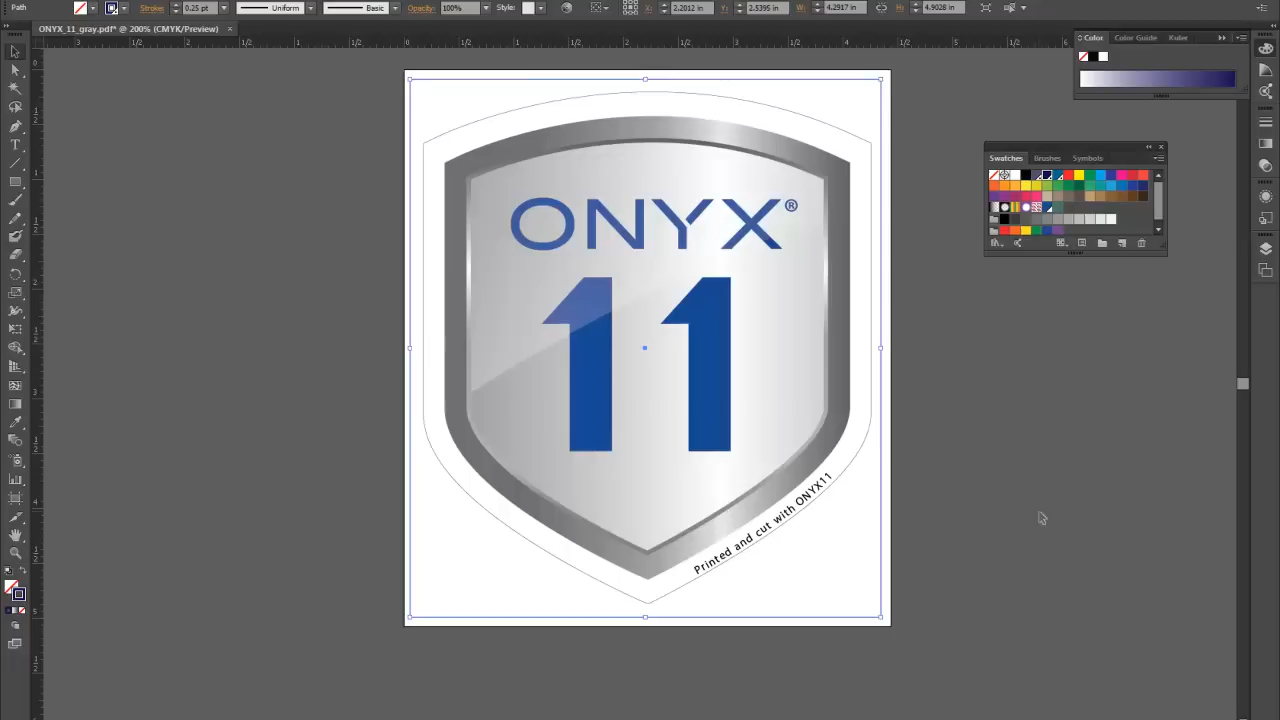 Path
Stroke:
0.25 pt
Uniform
Basic
Opacity:
100%
Style:
X:
2.2012 in
Y:
2.5395 in
W:
4.2917 in
H:
4.9028 in
ONYX_11_gray.pdf* @ 200% (CMYK/Preview)
Color
Color Guide
Kuler
Swatches
Brushes
Symbols
ONYX®
11
Printed and cut with ONYX11